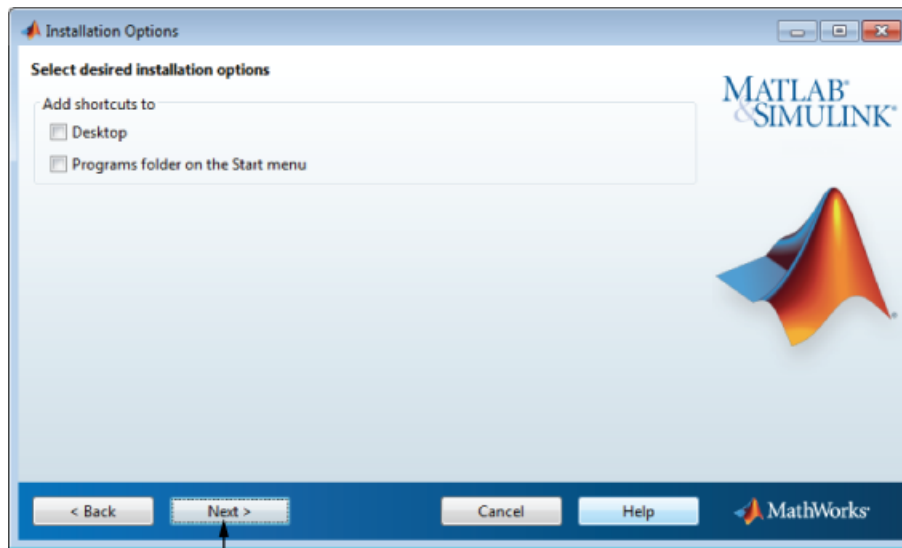 Installation Options
Select desired installation options
Add shortcuts to
Desktop
Programs folder on the Start menu
MATLAB®
&SIMULINK®
< Back
Next >
Cancel
Help
MathWorks®